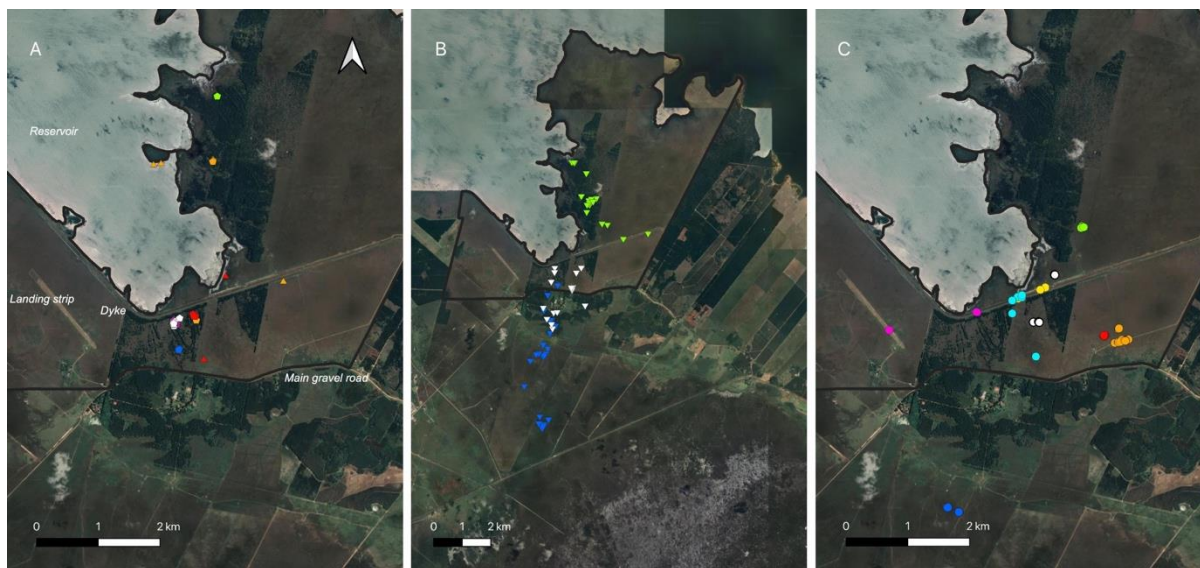 A
Reservoir
Landing strip
Dyke
Main gravel road
0 1 2 km
B
0 1 2 km
C
0 1 2 km